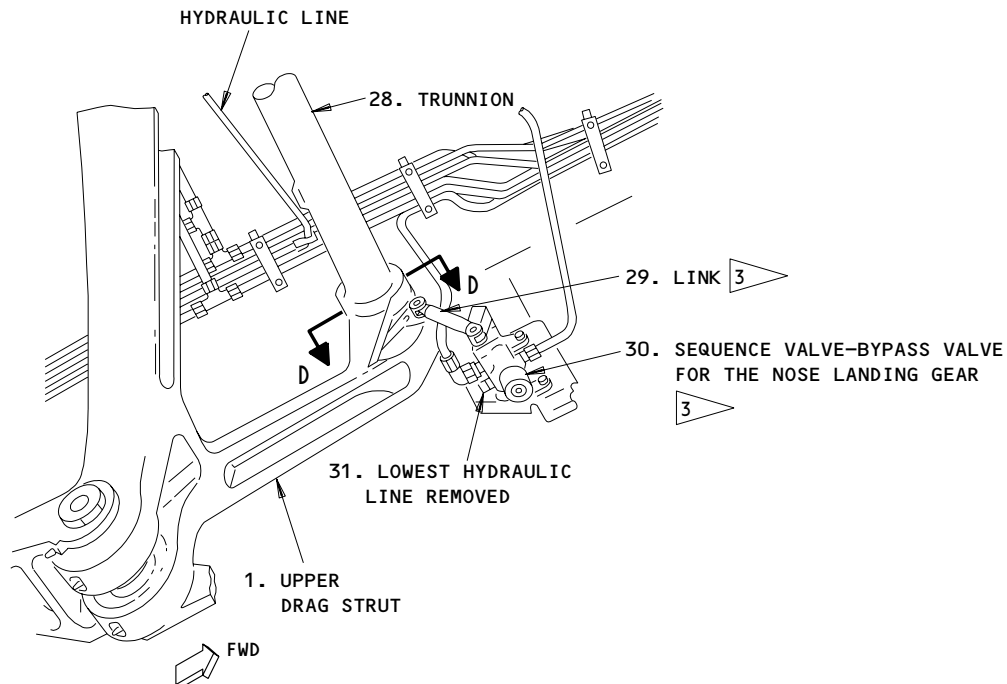 HYDRAULIC LINE
28. TRUNNION
D
29. LINK 3
D
30. SEQUENCE VALVE-BYPASS VALVE
FOR THE NOSE LANDING GEAR
3
31. LOWEST HYDRAULIC
LINE REMOVED
1. UPPER
DRAG STRUT
FWD